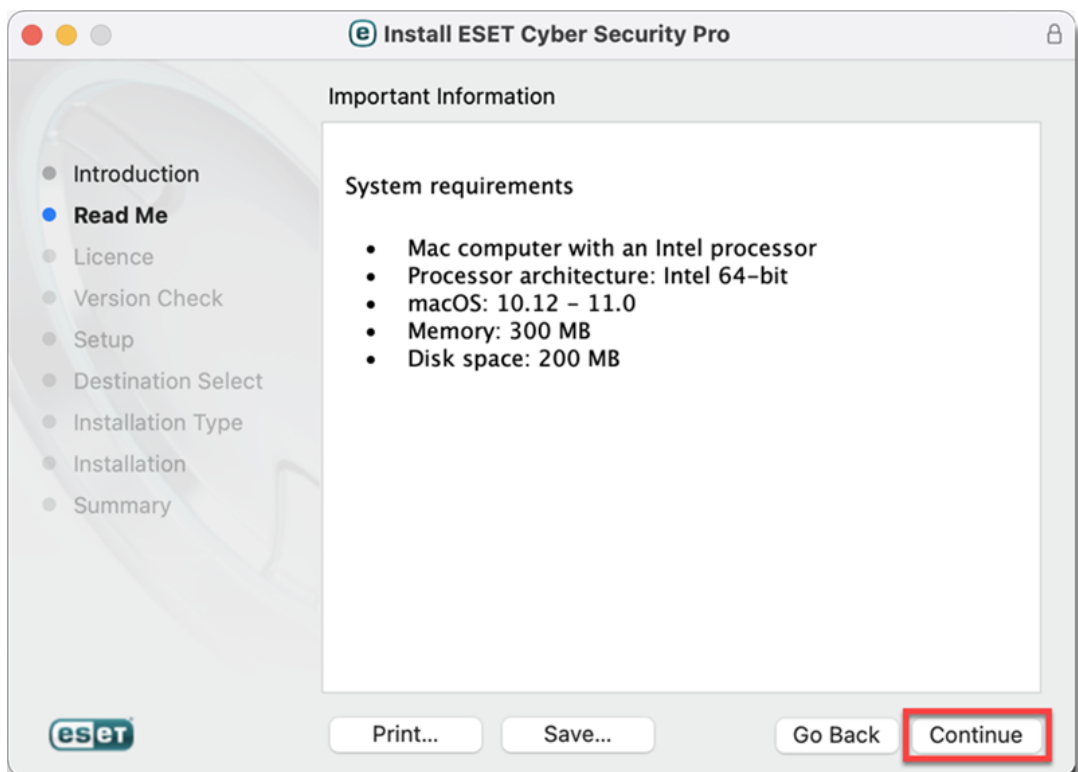 e Install ESET Cyber Security Pro
Important Information
Introduction
Read Me
Licence
Version Check
Setup
Destination Select
Installation Type
Installation
Summary
System requirements
• Mac computer with an Intel processor
• Processor architecture: Intel 64-bit
• macOS: 10.12 – 11.0
• Memory: 300 MB
• Disk space: 200 MB
eseT
Print... Save... Go Back Continue